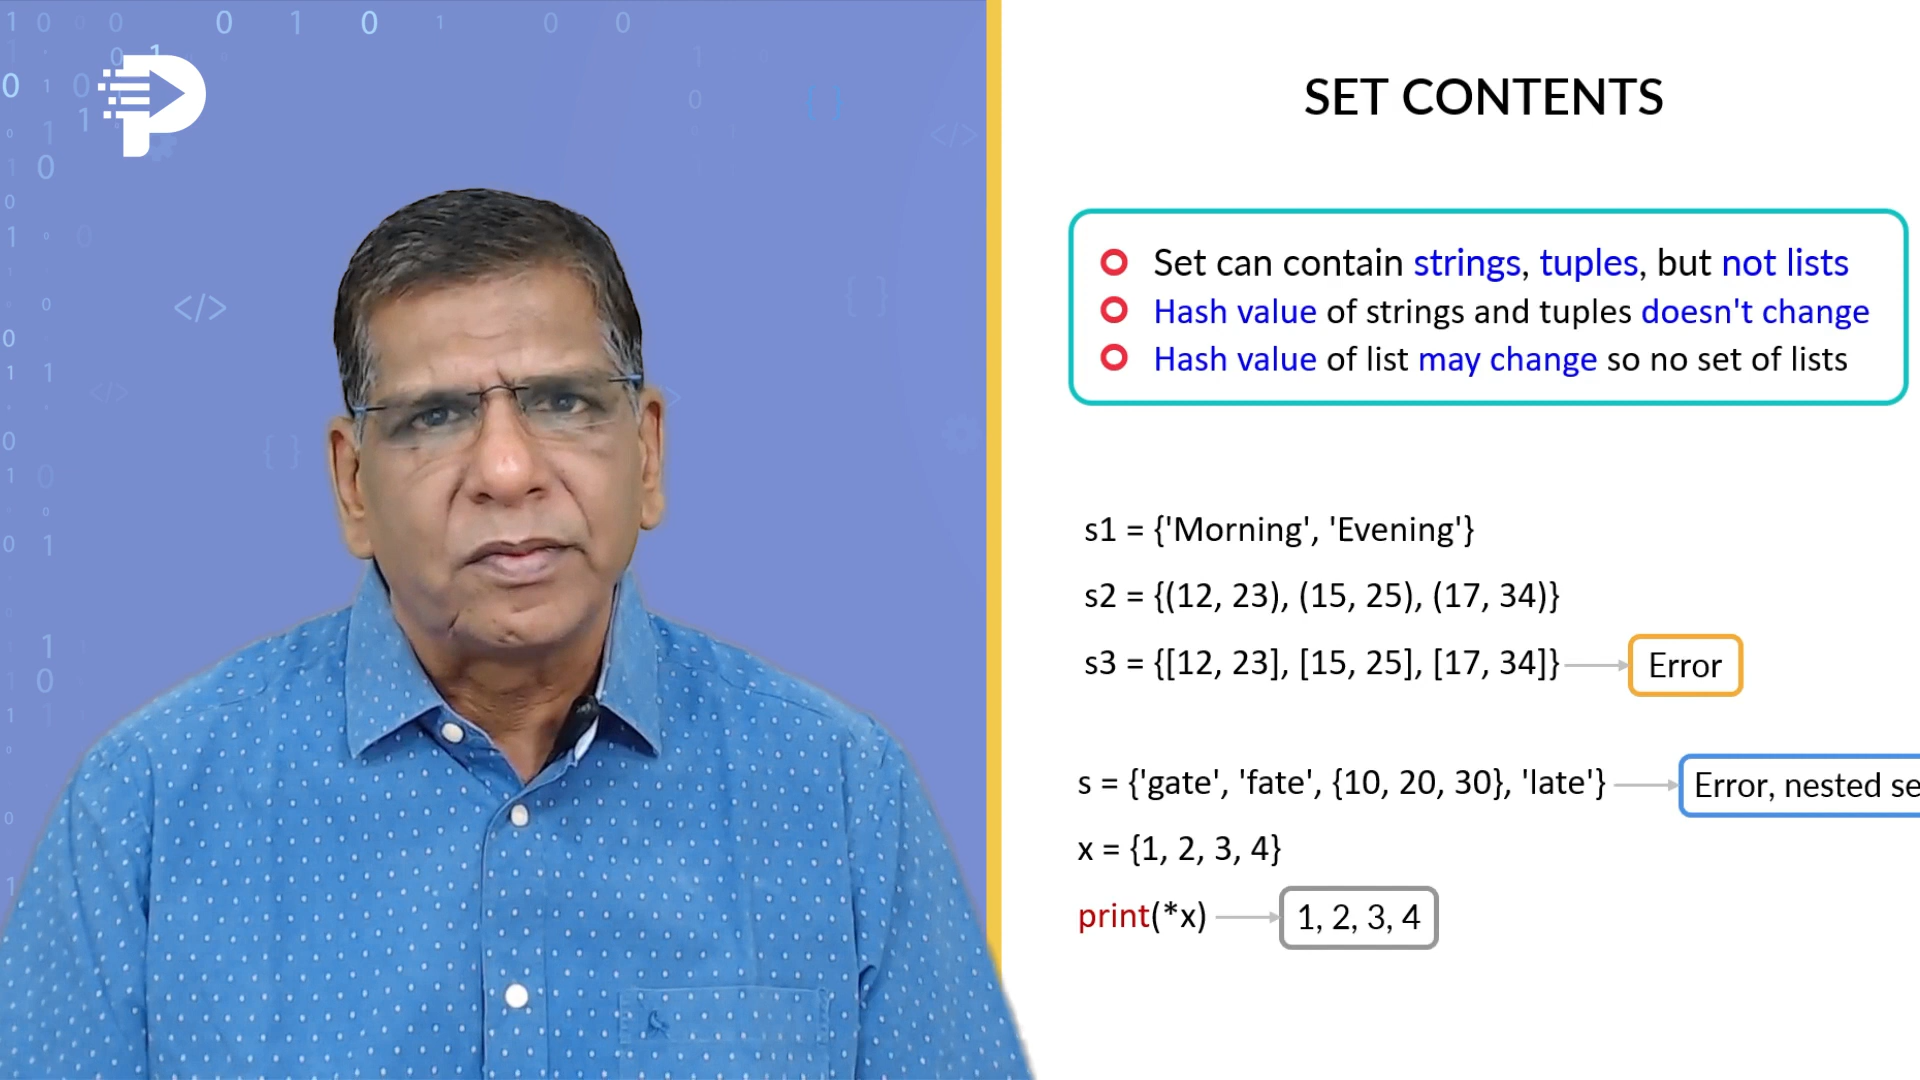 SET CONTENTS
Set can contain strings, tuples, but not lists
Hash value of strings and tuples doesn't change
Hash value of list may change so no set of lists
s1 = {'Morning', 'Evening'}
s2 = {(12, 23), (15, 25), (17, 34)}
s3 = {[12, 23], [15, 25], [17, 34]} Error
s = {'gate', 'fate', {10, 20, 30}, 'late'} Error, nested se
x = {1, 2, 3, 4}
print(*x) 1, 2, 3, 4